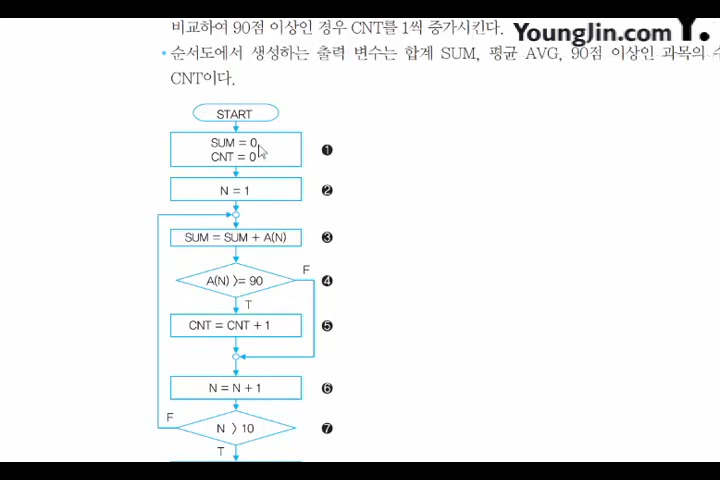 비교하여 90점 이상인 경우 CNT를 1씩 증가시킨다.
YoungJin.com Y.
▪ 순서도에서 생성하는 출력 변수는 합계 SUM, 평균 AVG, 90점 이상인 과목의 수
CNT이다.
START
SUM = 0
CNT = 0
❶
N = 1
❷
SUM = SUM + A(N)
❸
A(N) >= 90
F
❹
T
CNT = CNT + 1
❺
N = N + 1
❻
F
N > 10
❼
T